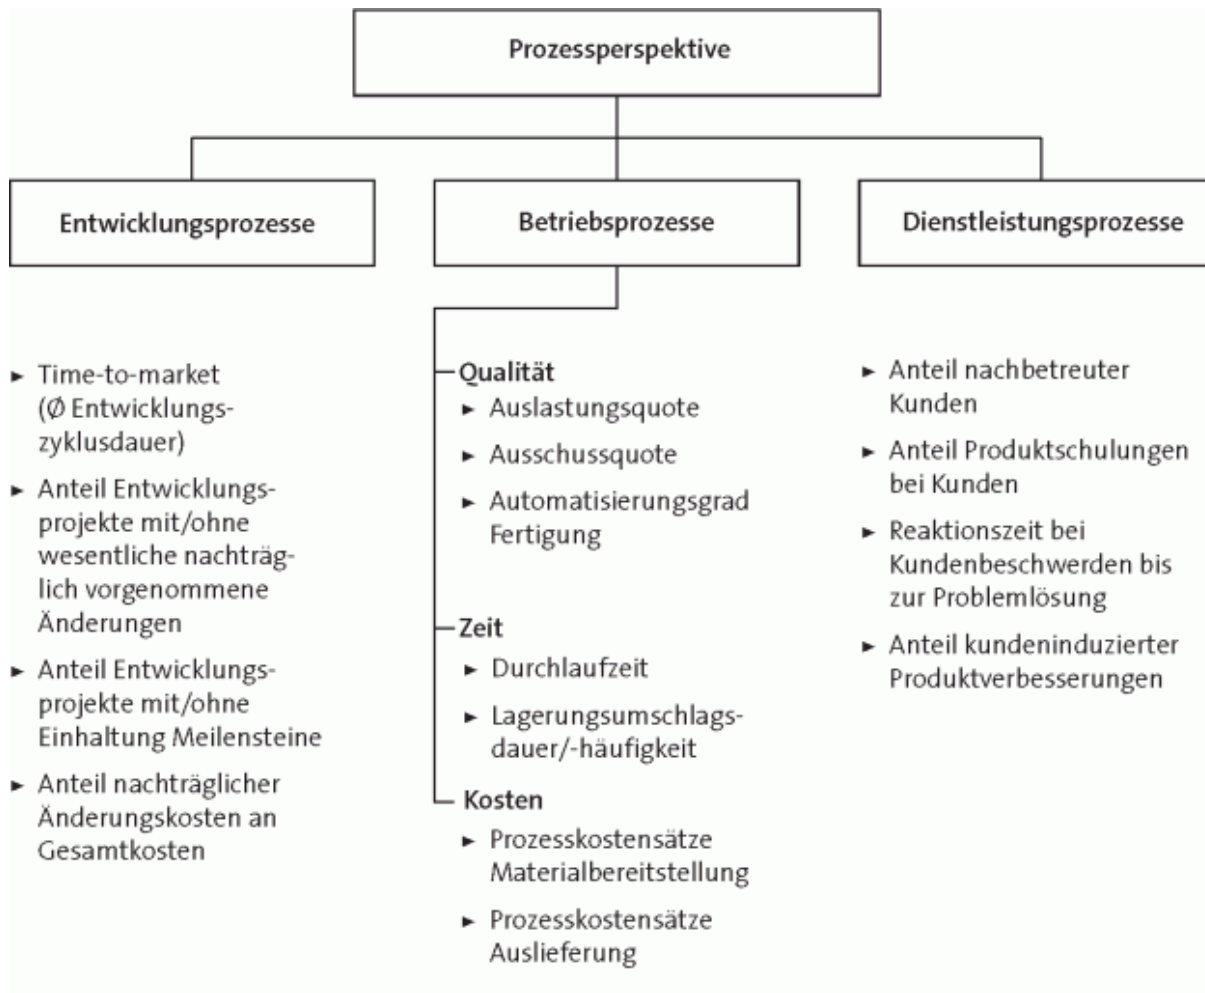 Prozessperspektive
Entwicklungsprozesse
Betriebsprozesse
Dienstleistungsprozesse
► Time-to-market
(Ø Entwicklungs-
zyklusdauer)
► Anteil Entwicklungs-
projekte mit/ohne
wesentliche nachträg-
lich vorgenommene
Änderungen
► Anteil Entwicklungs-
projekte mit/ohne
Einhaltung Meilensteine
► Anteil nachträglicher
Änderungskosten an
Gesamtkosten
Qualität
► Auslastungsquote
► Ausschussquote
► Automatisierungsgrad
Fertigung
Zeit
► Durchlaufzeit
► Lagerungsumschlags-
dauer/-häufigkeit
Kosten
► Prozesskostensätze
Materialbereitstellung
► Prozesskostensätze
Auslieferung
► Anteil nachbetreuter
Kunden
► Anteil Produktschulungen
bei Kunden
► Reaktionszeit bei
Kundenbeschwerden bis
zur Problemlösung
► Anteil kundeninduzierter
Produktverbesserungen